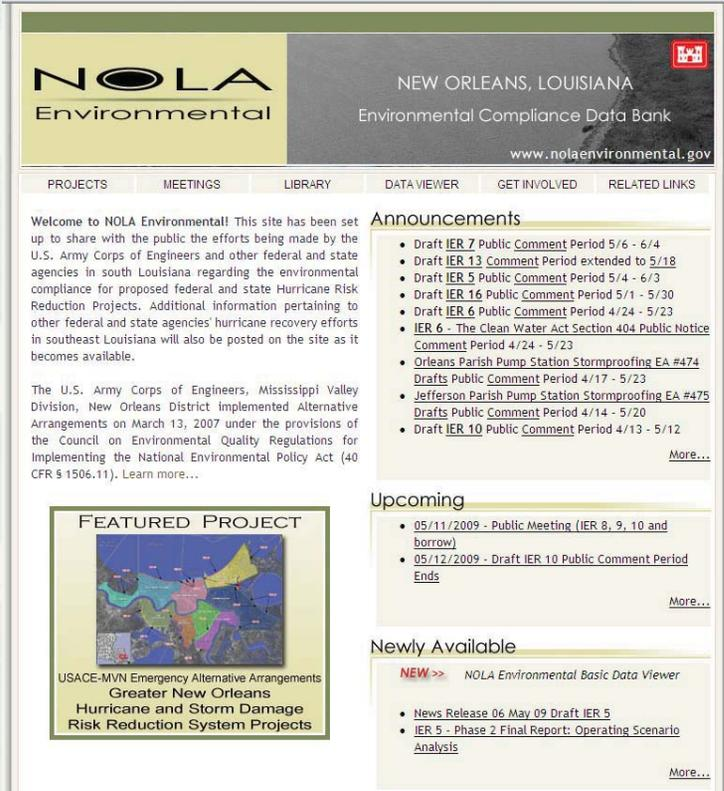 NOLA
Environmental
NEW ORLEANS, LOUISIANA
Environmental Compliance Data Bank
www.nolaenvironmental.gov
PROJECTS MEETINGS LIBRARY DATA VIEWER GET INVOLVED RELATED LINKS
Welcome to NOLA Environmental! This site has been set
up to share with the public the efforts being made by the
U.S. Army Corps of Engineers and other federal and state
agencies in south Louisiana regarding the environmental
compliance for proposed federal and state Hurricane Risk
Reduction Projects. Additional information pertaining to
other federal and state agencies' hurricane recovery efforts
in southeast Louisiana will also be posted on the site as it
becomes available.
The U.S. Army Corps of Engineers, Mississippi Valley
Division, New Orleans District implemented Alternative
Arrangements on March 13, 2007 under the provisions of
the Council on Environmental Quality Regulations for
Implementing the National Environmental Policy Act (40
CFR § 1506.11). Learn more...
FEATURED PROJECT
USACE-MVN Emergency Alternative Arrangements
Greater New Orleans
Hurricane and Storm Damage
Risk Reduction System Projects
Announcements
• Draft IER 7 Public Comment Period 5/6 - 6/4
• Draft IER 13 Comment Period extended to 5/18
• Draft IER 5 Public Comment Period 5/4 - 6/3
• Draft IER 16 Public Comment Period 5/1 - 5/30
• Draft IER 6 Public Comment Period 4/24 - 5/23
• IER 6 - The Clean Water Act Section 404 Public Notice
Comment Period 4/24 - 5/23
• Orleans Parish Pump Station Stormproofing EA #474
Drafts Public Comment Period 4/17 - 5/23
• Jefferson Parish Pump Station Stormproofing EA #475
Drafts Public Comment Period 4/14 - 5/20
• Draft IER 10 Public Comment Period 4/13 - 5/12
More...
Upcoming
• 05/11/2009 - Public Meeting (IER 8, 9, 10 and
borrow)
• 05/12/2009 - Draft IER 10 Public Comment Period
Ends
More...
Newly Available
NEW >> NOLA Environmental Basic Data Viewer
• News Release 06 May 09 Draft IER 5
• IER 5 - Phase 2 Final Report: Operating Scenario
Analysis
More...